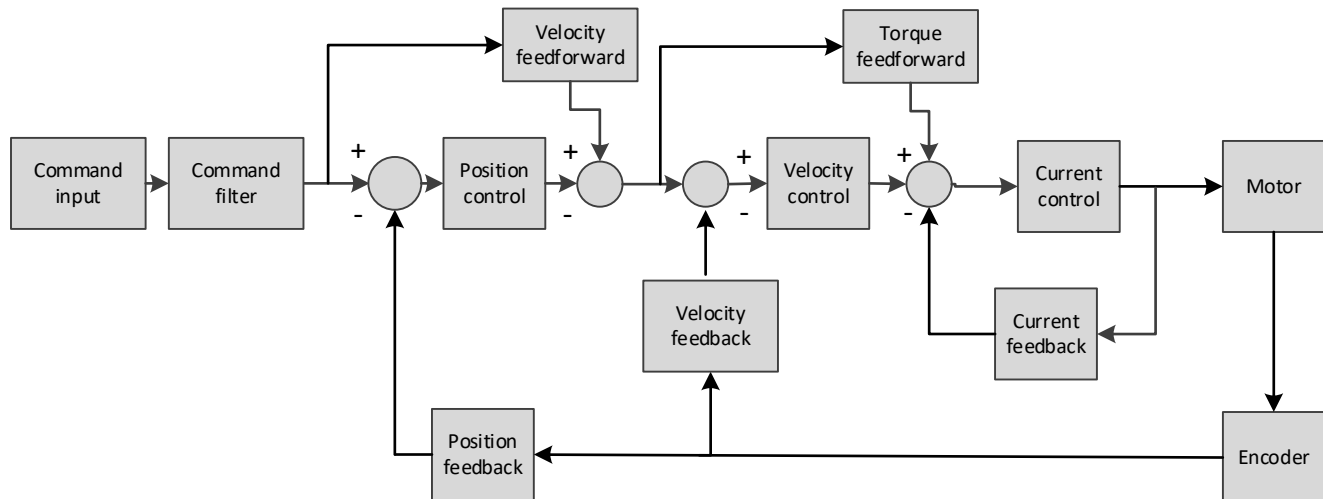 Velocity
feedforward
Torque
feedforward
Command
input
Command
filter
+
-
Position
control
+
-
+
-
Velocity
control
+
-
Current
control
Motor
Velocity
feedback
Current
feedback
Position
feedback
Encoder